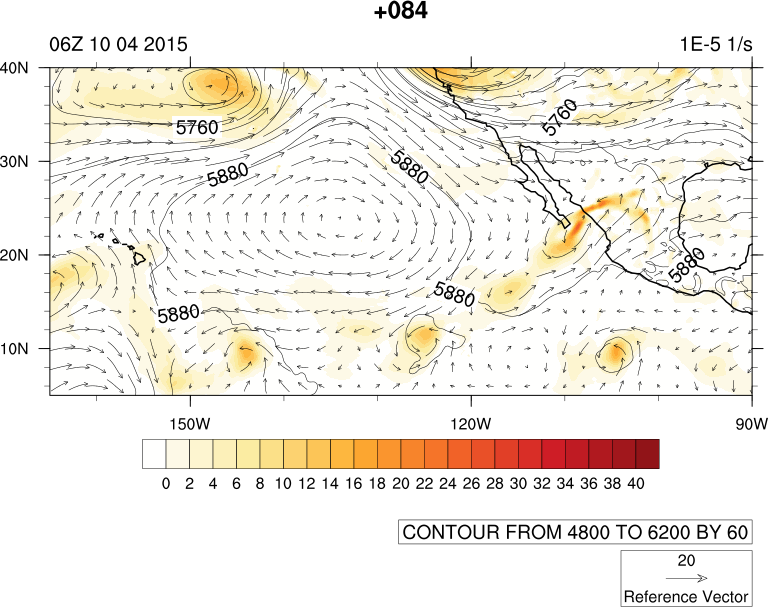 +084
06Z 10 04 2015 1E-5 1/s
40N
5760 5760
30N
5880 5880
20N
5880
5880
5880
10N
150W 120W 90W
0 2 4 6 8 10 12 14 16 18 20 22 24 26 28 30 32 34 36 38 40
CONTOUR FROM 4800 TO 6200 BY 60
20
Reference Vector